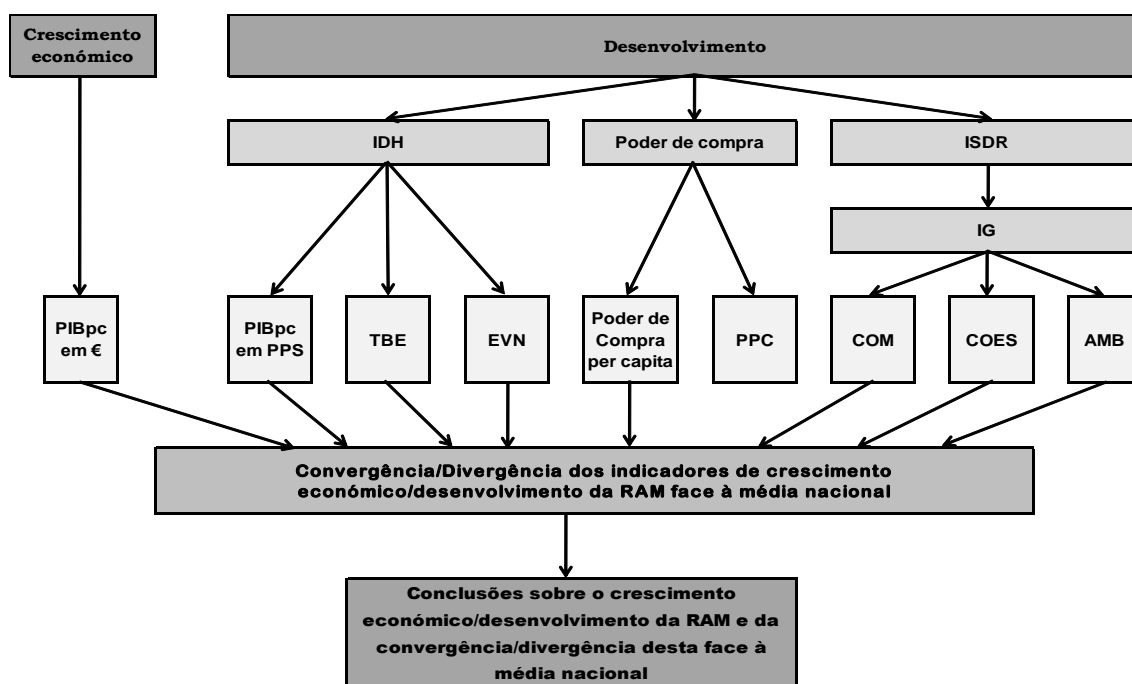 Crescimento
económico
Desenvolvimento
IDH
Poder de compra
ISDR
IG
PIBpc
em €
PIBpc
em PPS
TBE
EVN
Poder de
Compra
per capita
PPC
COM
COES
AMB
Convergência/Divergência dos indicadores de crescimento
económico/desenvolvimento da RAM face à média nacional
Conclusões sobre o crescimento
económico/desenvolvimento da RAM e da
convergência/divergência desta face à
média nacional